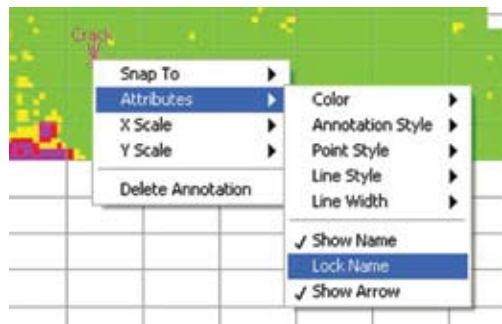 Crack
Snap To
Attributes
X Scale
Y Scale
Delete Annotation
Color
Annotation Style
Point Style
Line Style
Line Width
✓ Show Name
Lock Name
✓ Show Arrow